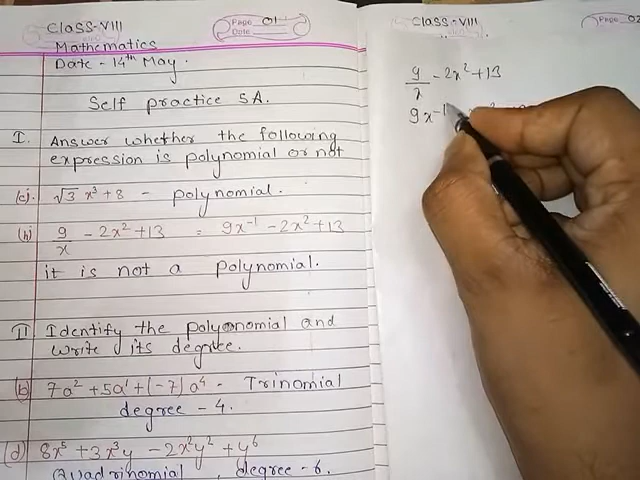 CLASS-VIII
Page 01
Date
Mathematics
Date - 14th May.
Self practice 5A.
I. Answer whether the following
expression is polynomial or not
(c). √3 x³ + 8 - polynomial.
(h) 9/x - 2x² + 13 = 9x⁻¹ - 2x² + 13
it is not a polynomial.
II Identify the polyonomial and
write its degree.
(b) 7a² + 5a¹ + (-7)a⁴ - Trinomial
degree - 4.
(d) 8x⁵ + 3x³y - 2x²y² + y⁶
Quadrinomial, degree - 6.
CLASS-VIII
Page 02
9/x - 2x² + 13
9x⁻¹